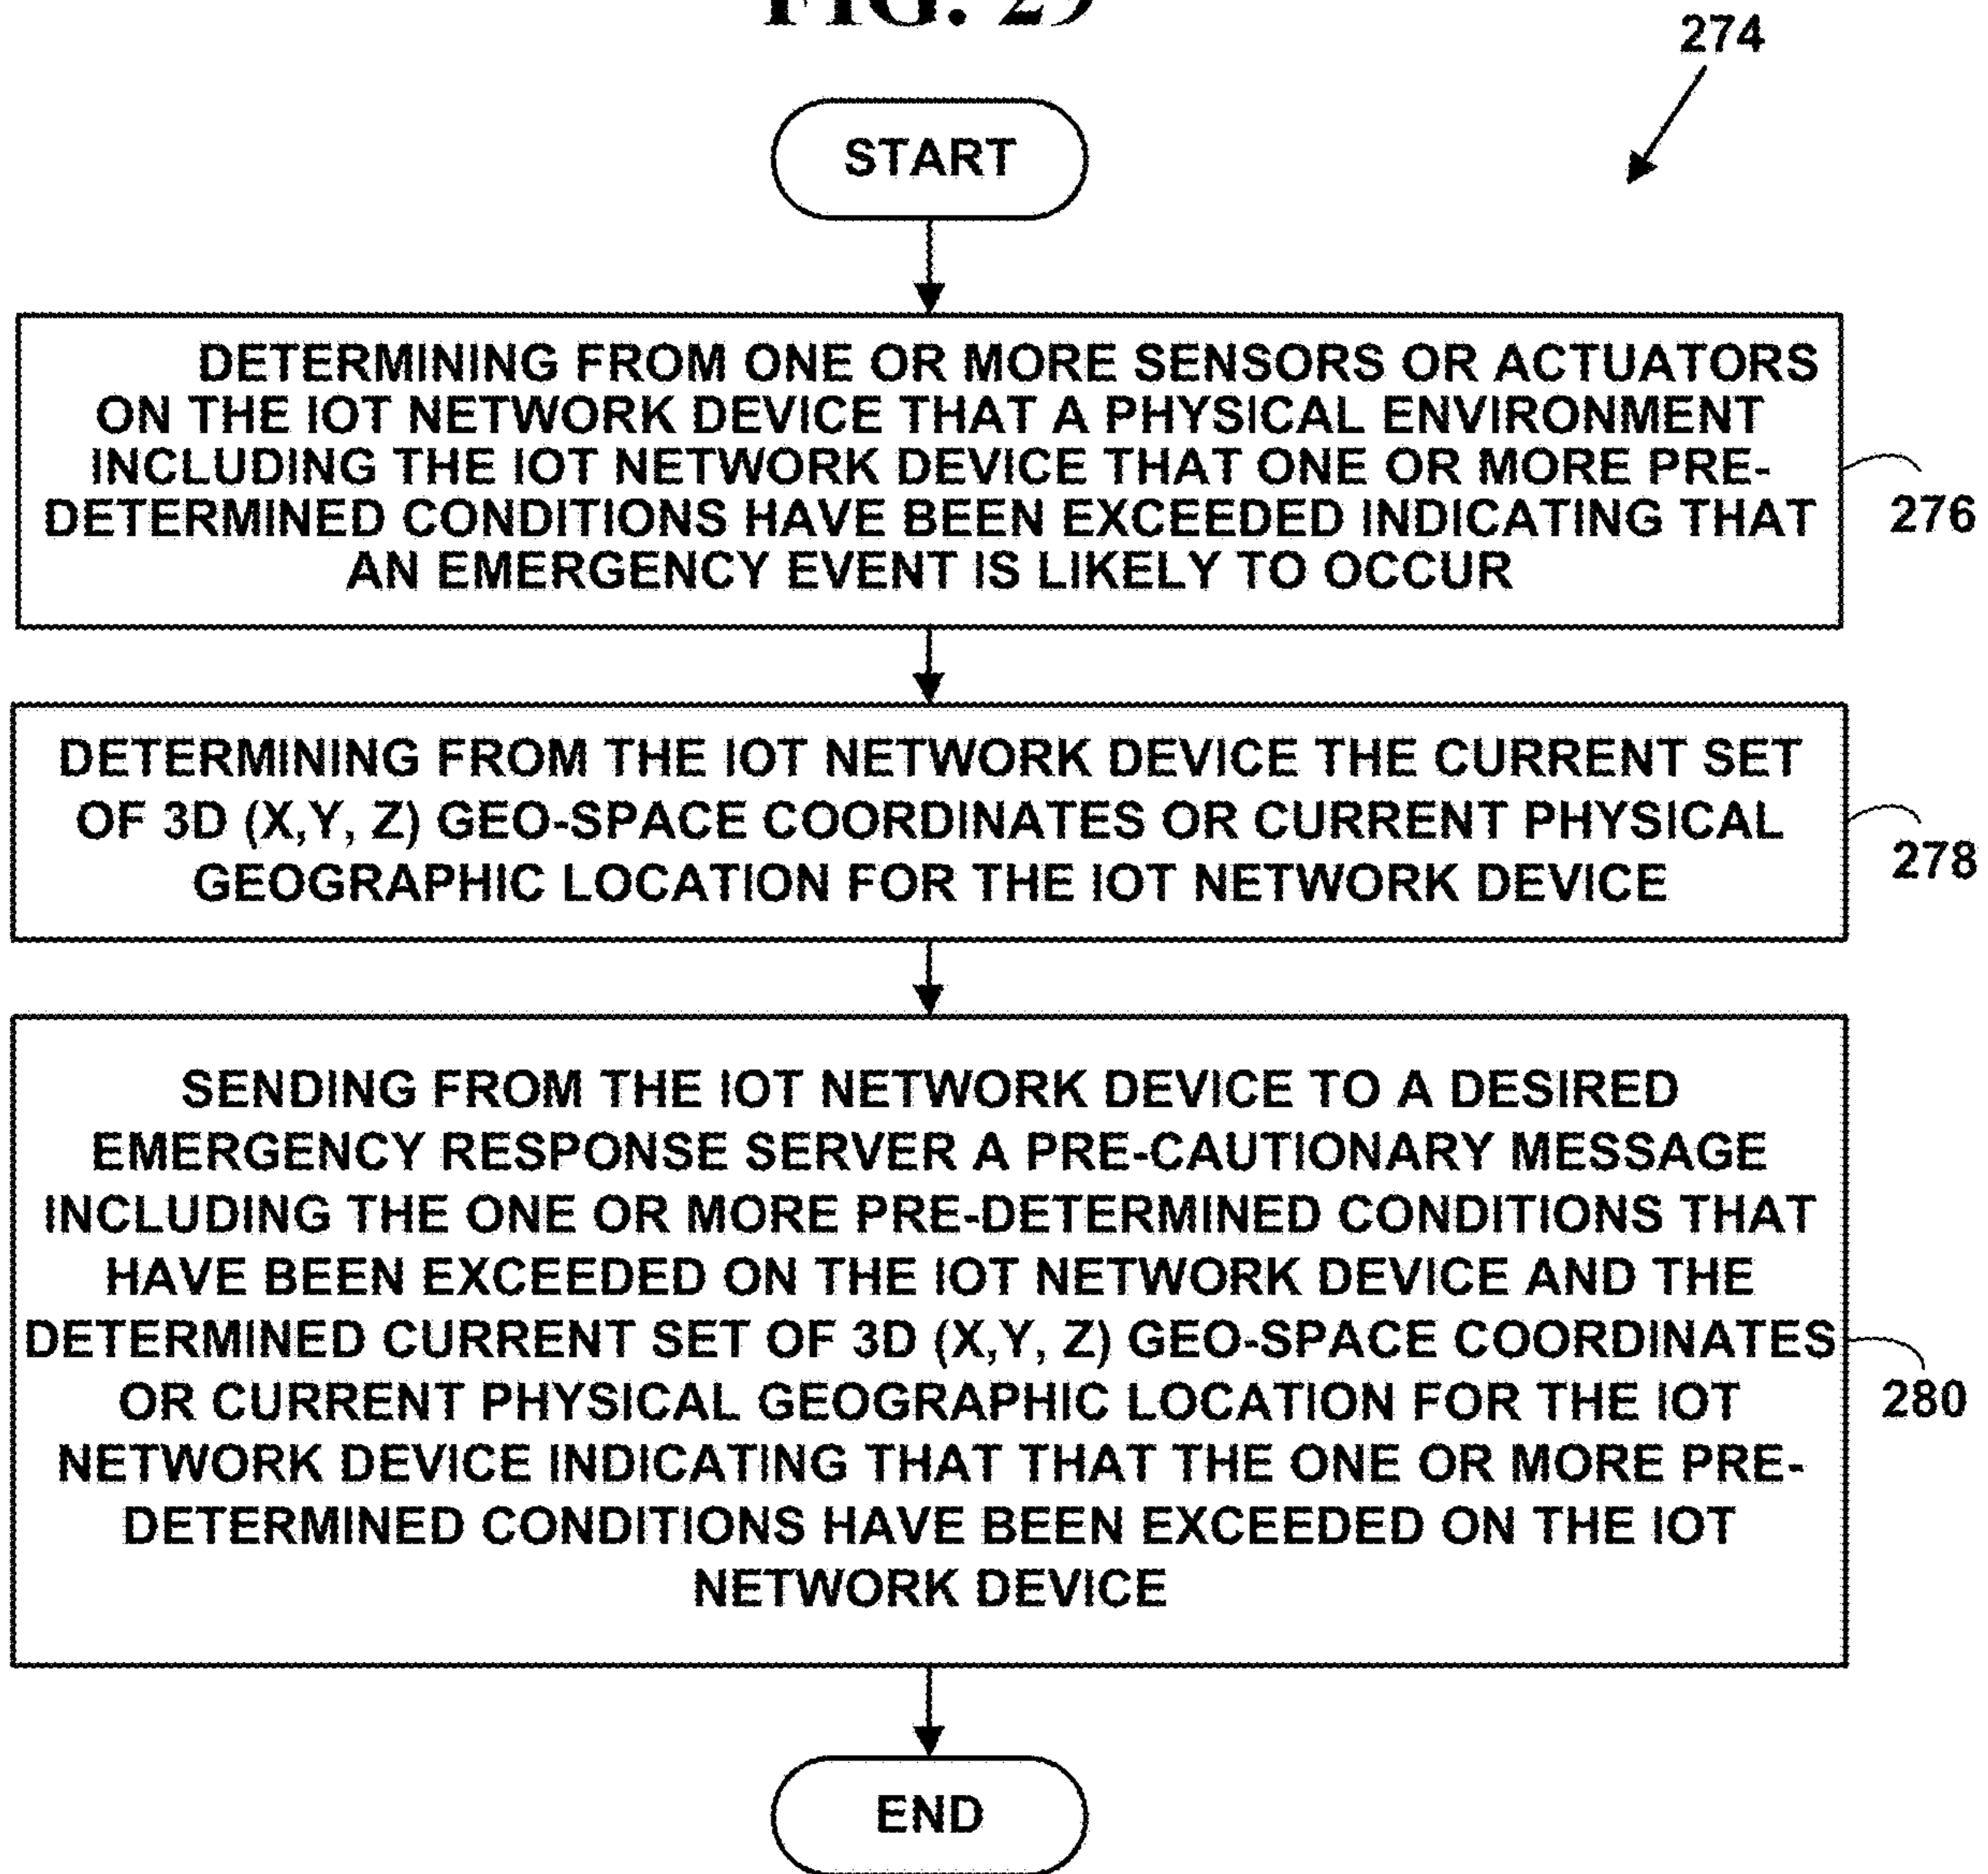 FIG. 29
274
START
DETERMINING FROM ONE OR MORE SENSORS OR ACTUATORS
ON THE IOT NETWORK DEVICE THAT A PHYSICAL ENVIRONMENT
INCLUDING THE IOT NETWORK DEVICE THAT ONE OR MORE PRE-
DETERMINED CONDITIONS HAVE BEEN EXCEEDED INDICATING THAT
AN EMERGENCY EVENT IS LIKELY TO OCCUR
276
DETERMINING FROM THE IOT NETWORK DEVICE THE CURRENT SET
OF 3D (X,Y, Z) GEO-SPACE COORDINATES OR CURRENT PHYSICAL
GEOGRAPHIC LOCATION FOR THE IOT NETWORK DEVICE
278
SENDING FROM THE IOT NETWORK DEVICE TO A DESIRED
EMERGENCY RESPONSE SERVER A PRE-CAUTIONARY MESSAGE
INCLUDING THE ONE OR MORE PRE-DETERMINED CONDITIONS THAT
HAVE BEEN EXCEEDED ON THE IOT NETWORK DEVICE AND THE
DETERMINED CURRENT SET OF 3D (X,Y, Z) GEO-SPACE COORDINATES
OR CURRENT PHYSICAL GEOGRAPHIC LOCATION FOR THE IOT
NETWORK DEVICE INDICATING THAT THAT THE ONE OR MORE PRE-
DETERMINED CONDITIONS HAVE BEEN EXCEEDED ON THE IOT
NETWORK DEVICE
280
END